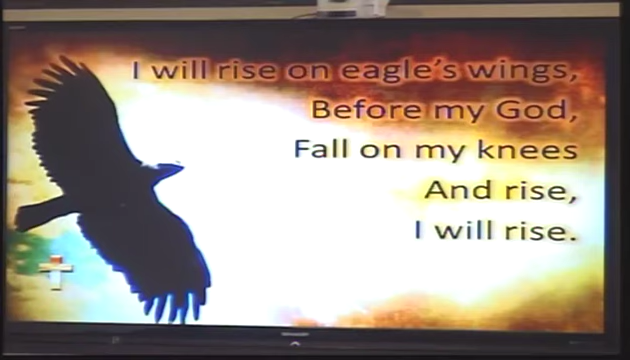 I will rise on eagle's wings,
Before my God,
Fall on my knees
And rise,
I will rise.